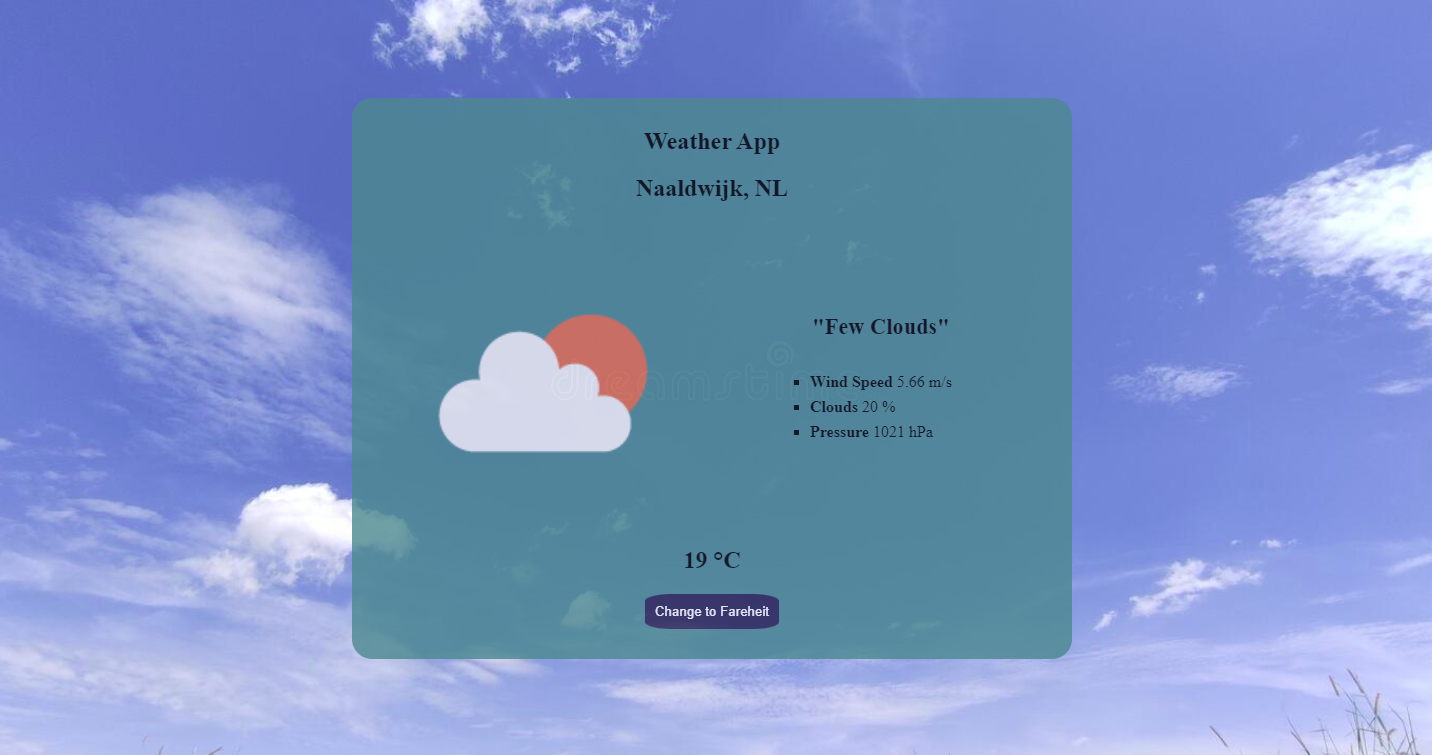 Weather App
Naaldwijk, NL
"Few Clouds"
dreamstime
Wind Speed 5.66 m/s
Clouds 20 %
Pressure 1021 hPa
19 °C
Change to Fareheit